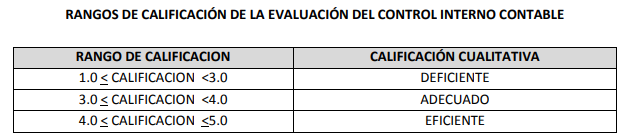 RANGOS DE CALIFICACIÓN DE LA EVALUACIÓN DEL CONTROL INTERNO CONTABLE
RANGO DE CALIFICACION CALIFICACIÓN CUALITATIVA
1.0 ≤ CALIFICACION <3.0 DEFICIENTE
3.0 ≤ CALIFICACION <4.0 ADECUADO
4.0 ≤ CALIFICACION ≤5.0 EFICIENTE